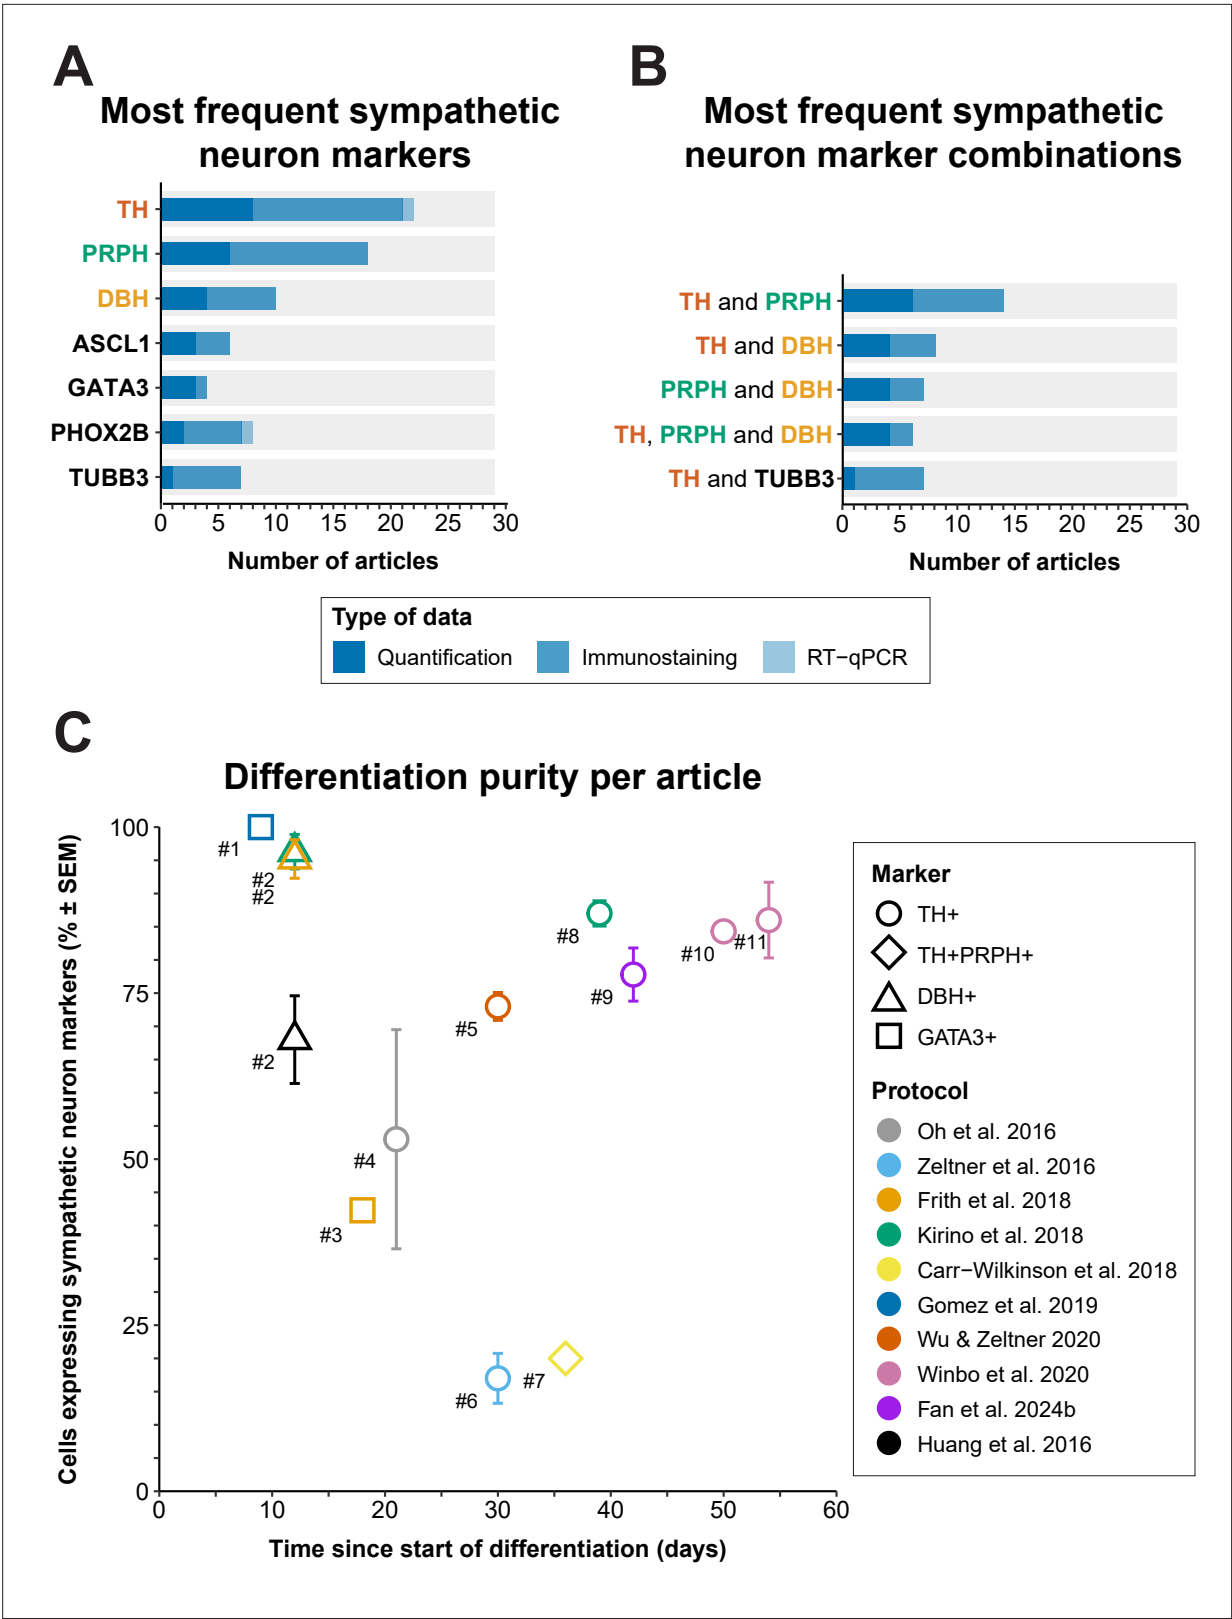 A
Most frequent sympathetic
neuron markers
TH
PRPH
DBH
ASCL1
GATA3
PHOX2B
TUBB3
0 5 10 15 20 25 30
Number of articles
B
Most frequent sympathetic
neuron marker combinations
TH and PRPH
TH and DBH
PRPH and DBH
TH, PRPH and DBH
TH and TUBB3
0 5 10 15 20 25 30
Number of articles
Type of data
Quantification Immunostaining RT−qPCR
C
Differentiation purity per article
Cells expressing sympathetic neuron markers (% ± SEM)
100
75
50
25
0
#1
#2
#2
#8
#10
#11
#9
#5
#2
#4
#3
#7
#6
0 10 20 30 40 50 60
Time since start of differentiation (days)
Marker
TH+
TH+PRPH+
DBH+
GATA3+
Protocol
Oh et al. 2016
Zeltner et al. 2016
Frith et al. 2018
Kirino et al. 2018
Carr−Wilkinson et al. 2018
Gomez et al. 2019
Wu & Zeltner 2020
Winbo et al. 2020
Fan et al. 2024b
Huang et al. 2016